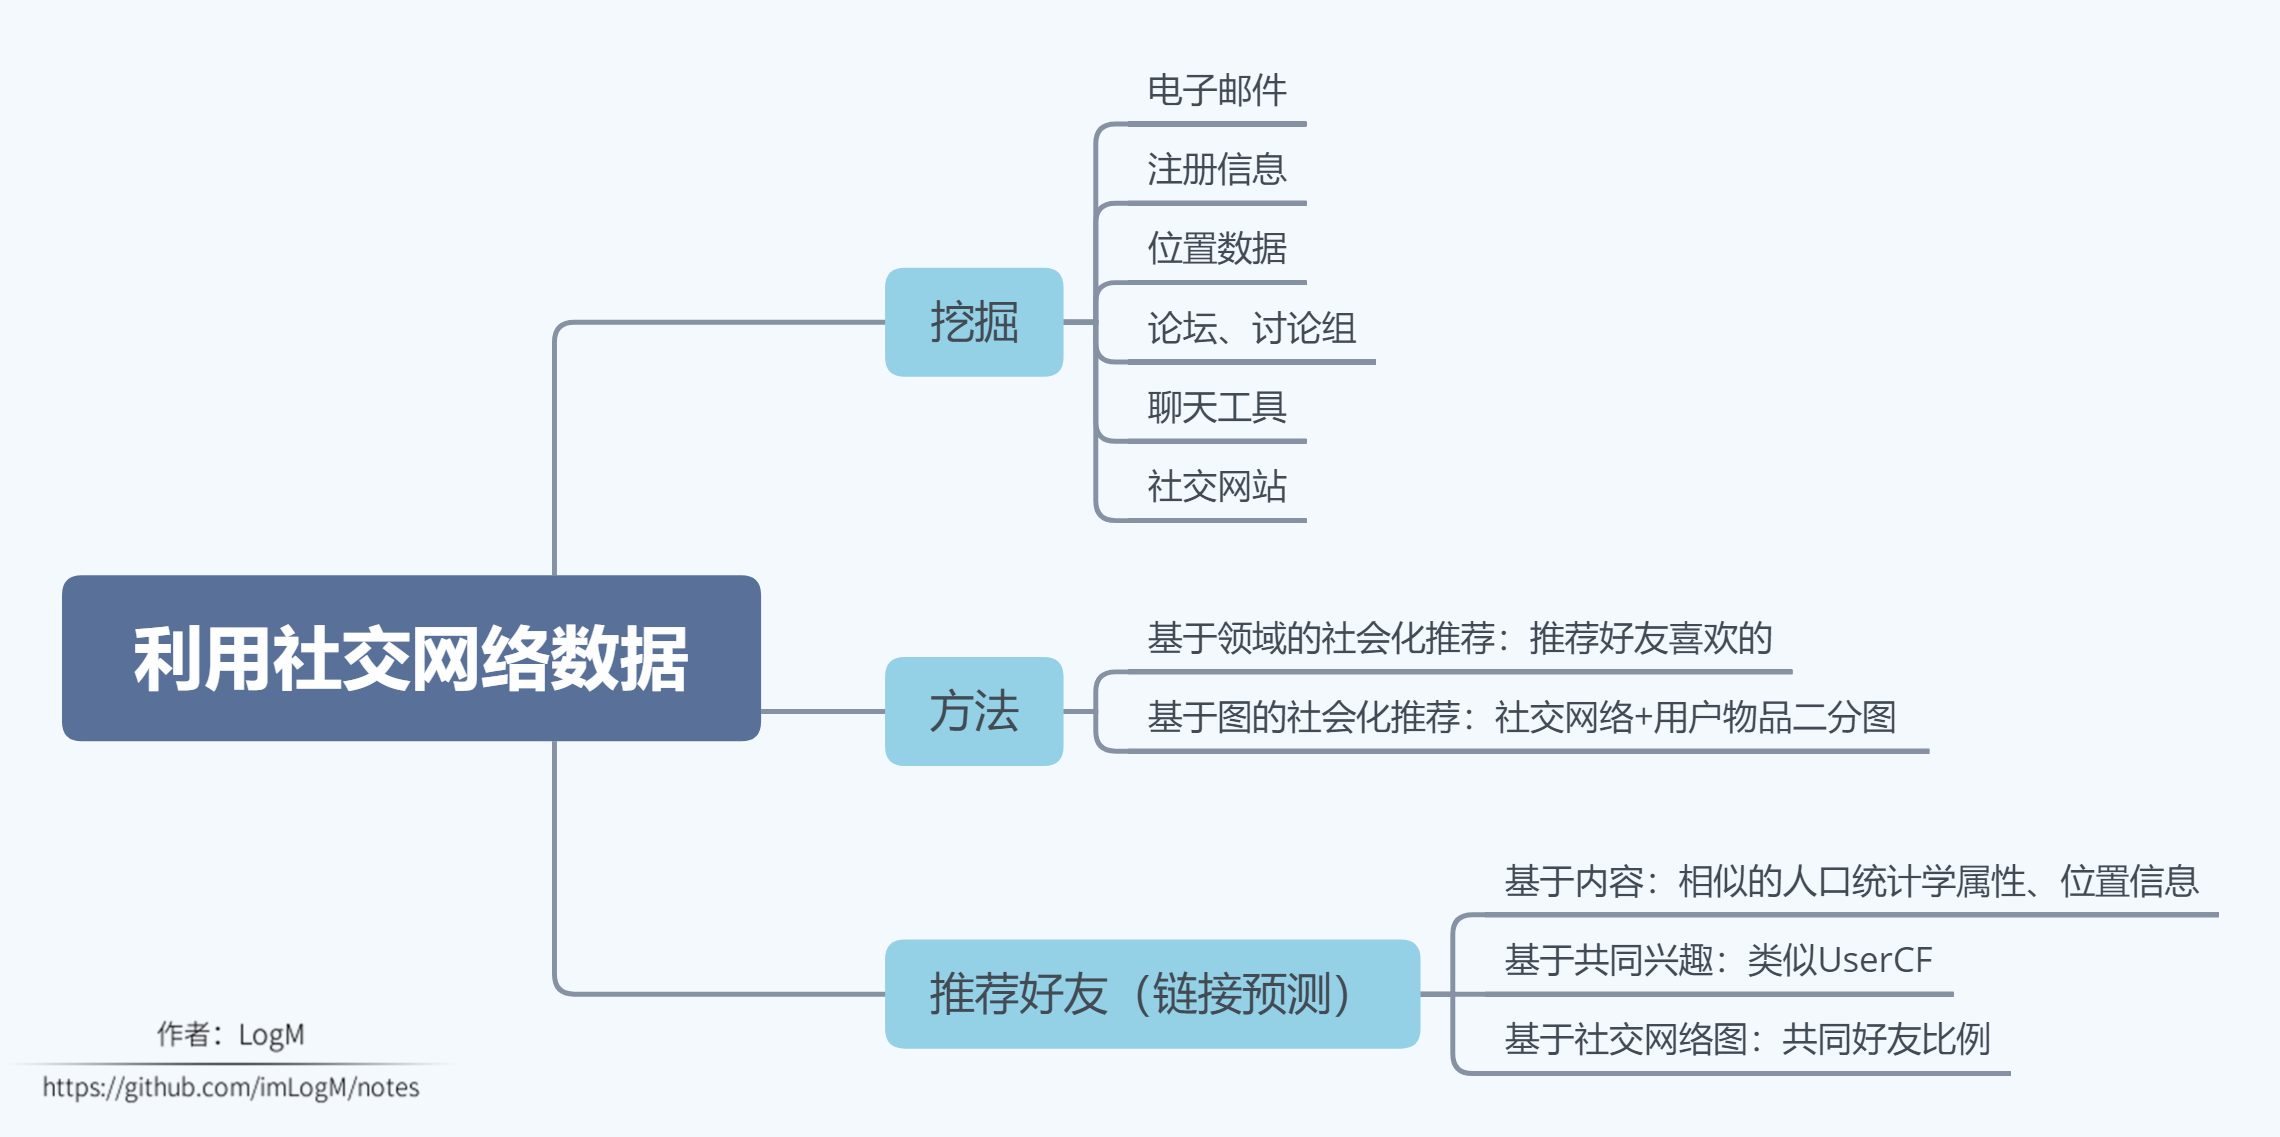 利用社交网络数据
挖掘
电子邮件
注册信息
位置数据
论坛、讨论组
聊天工具
社交网站
方法
基于领域的社会化推荐：推荐好友喜欢的
基于图的社会化推荐：社交网络+用户物品二分图
推荐好友（链接预测）
基于内容：相似的人口统计学属性、位置信息
基于共同兴趣：类似UserCF
基于社交网络图：共同好友比例
作者：LogM
https://github.com/imLogM/notes